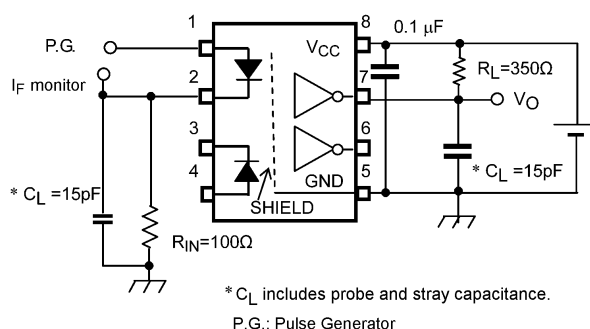 1
P.G.
8
0.1 µF
VCC
RL=350Ω
IF monitor
2
7
VO
3
6
4
5
GND
* CL =15pF
* CL =15pF
SHIELD
RIN=100Ω
* CL includes probe and stray capacitance.
P.G.: Pulse Generator